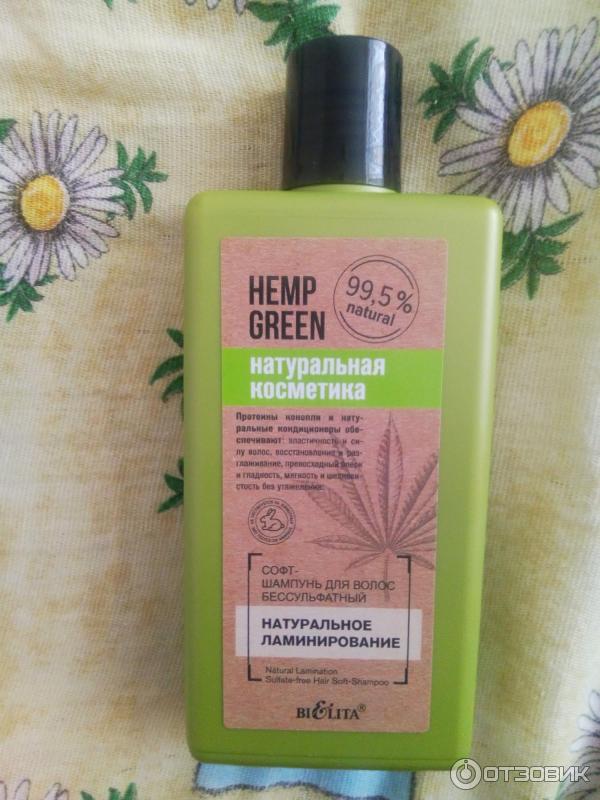 HEMP
GREEN
99,5%
natural
натуральная
косметика
Протеины конопли и нату-
ральные кондиционеры обе-
спечивают: эластичность и си-
лу волос, восстановление и раз-
глаживание, превосходный блеск
и гладкость, мягкость и шелкови-
стость без утяжеления.
СОФТ-
ШАМПУНЬ ДЛЯ ВОЛОС
БЕССУЛЬФАТНЫЙ
НАТУРАЛЬНОЕ
ЛАМИНИРОВАНИЕ
Natural Lamination
Sulfate-free Hair Soft-Shampoo
BIELITA®
ОТЗОВИК